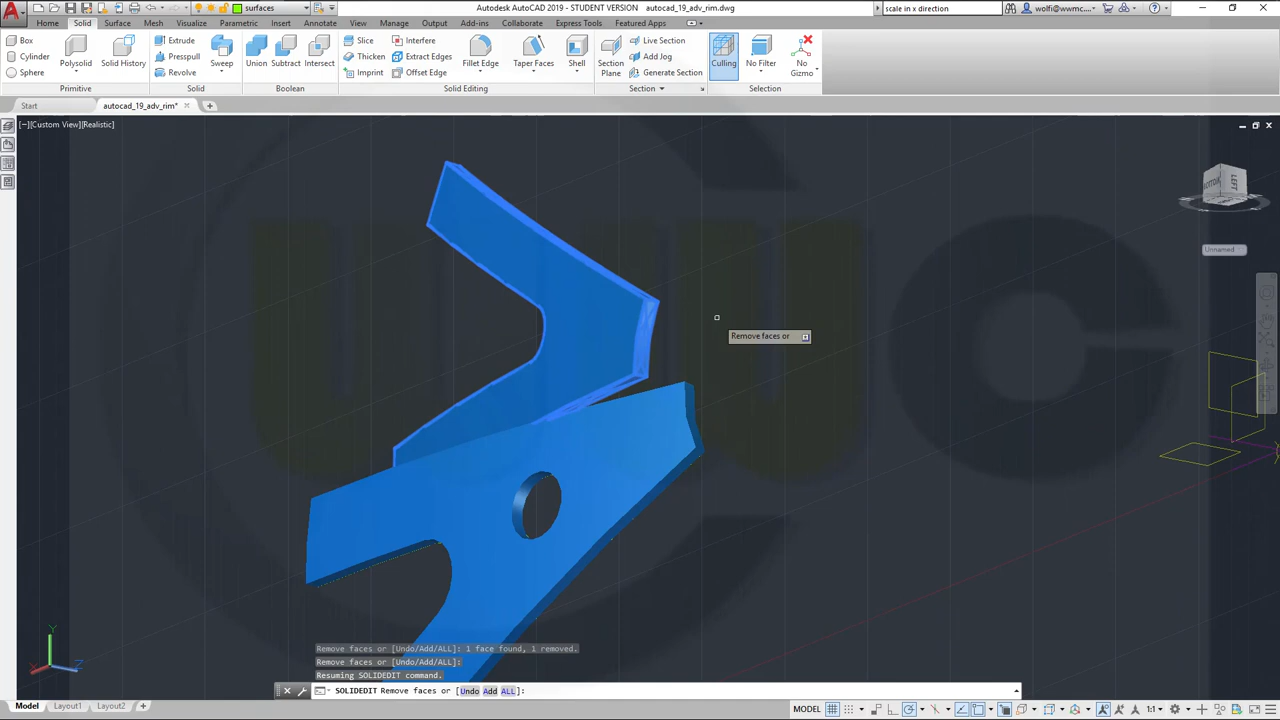 surfaces
Autodesk AutoCAD 2019 - STUDENT VERSION autocad_19_adv_rim.dwg
scale in x direction
wolfi@wvmc...
Home Solid Surface Mesh Visualize Parametric Insert Annotate View Manage Output Add-ins Collaborate Express Tools Featured Apps
Box Extrude Slice Interfere Live Section
Cylinder Polysolid Solid History Presspull Sweep Union Subtract Intersect Thicken Extract Edges Fillet Edge Taper Faces Shell Section Plane Add Jog Culling No Filter No Gizmo
Sphere Revolve Imprint Offset Edge Generate Section
Primitive Solid Boolean Solid Editing Section Selection
Start autocad_19_adv_rim*
[−][Custom View][Realistic]
BOTTOM LEFT
Unnamed
Remove faces or
Y
X Z
Remove faces or [Undo/Add/ALL]: 1 face found, 1 removed.
Remove faces or [Undo/Add/ALL]:
Resuming SOLIDEDIT command.
SOLIDEDIT Remove faces or [Undo Add ALL]:
Model Layout1 Layout2 +
MODEL 1:1